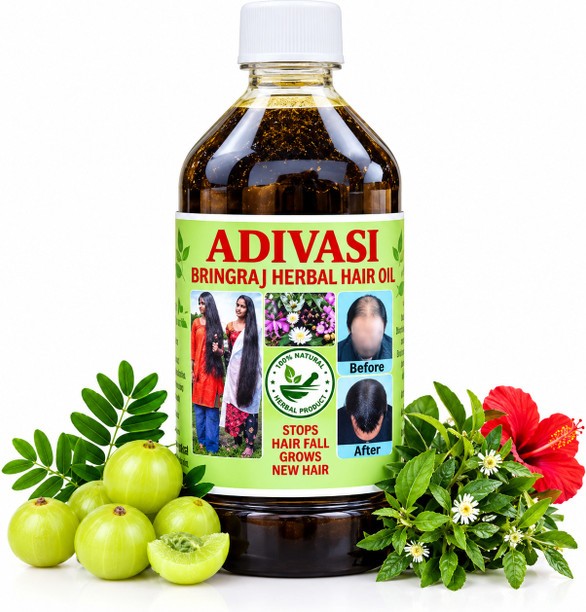 ADIVASI
BRINGRAJ HERBAL HAIR OIL
100% NATURAL
HERBAL PRODUCT
STOPS
HAIR FALL
GROWS
NEW HAIR
Before
After